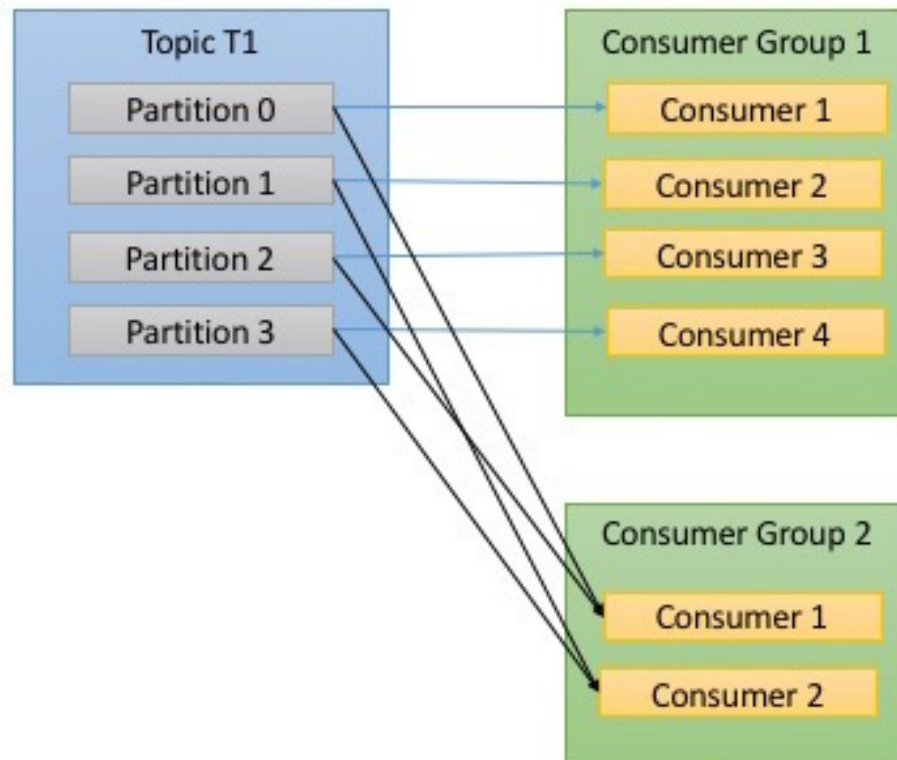 Topic T1
Partition 0
Partition 1
Partition 2
Partition 3
Consumer Group 1
Consumer 1
Consumer 2
Consumer 3
Consumer 4
Consumer Group 2
Consumer 1
Consumer 2